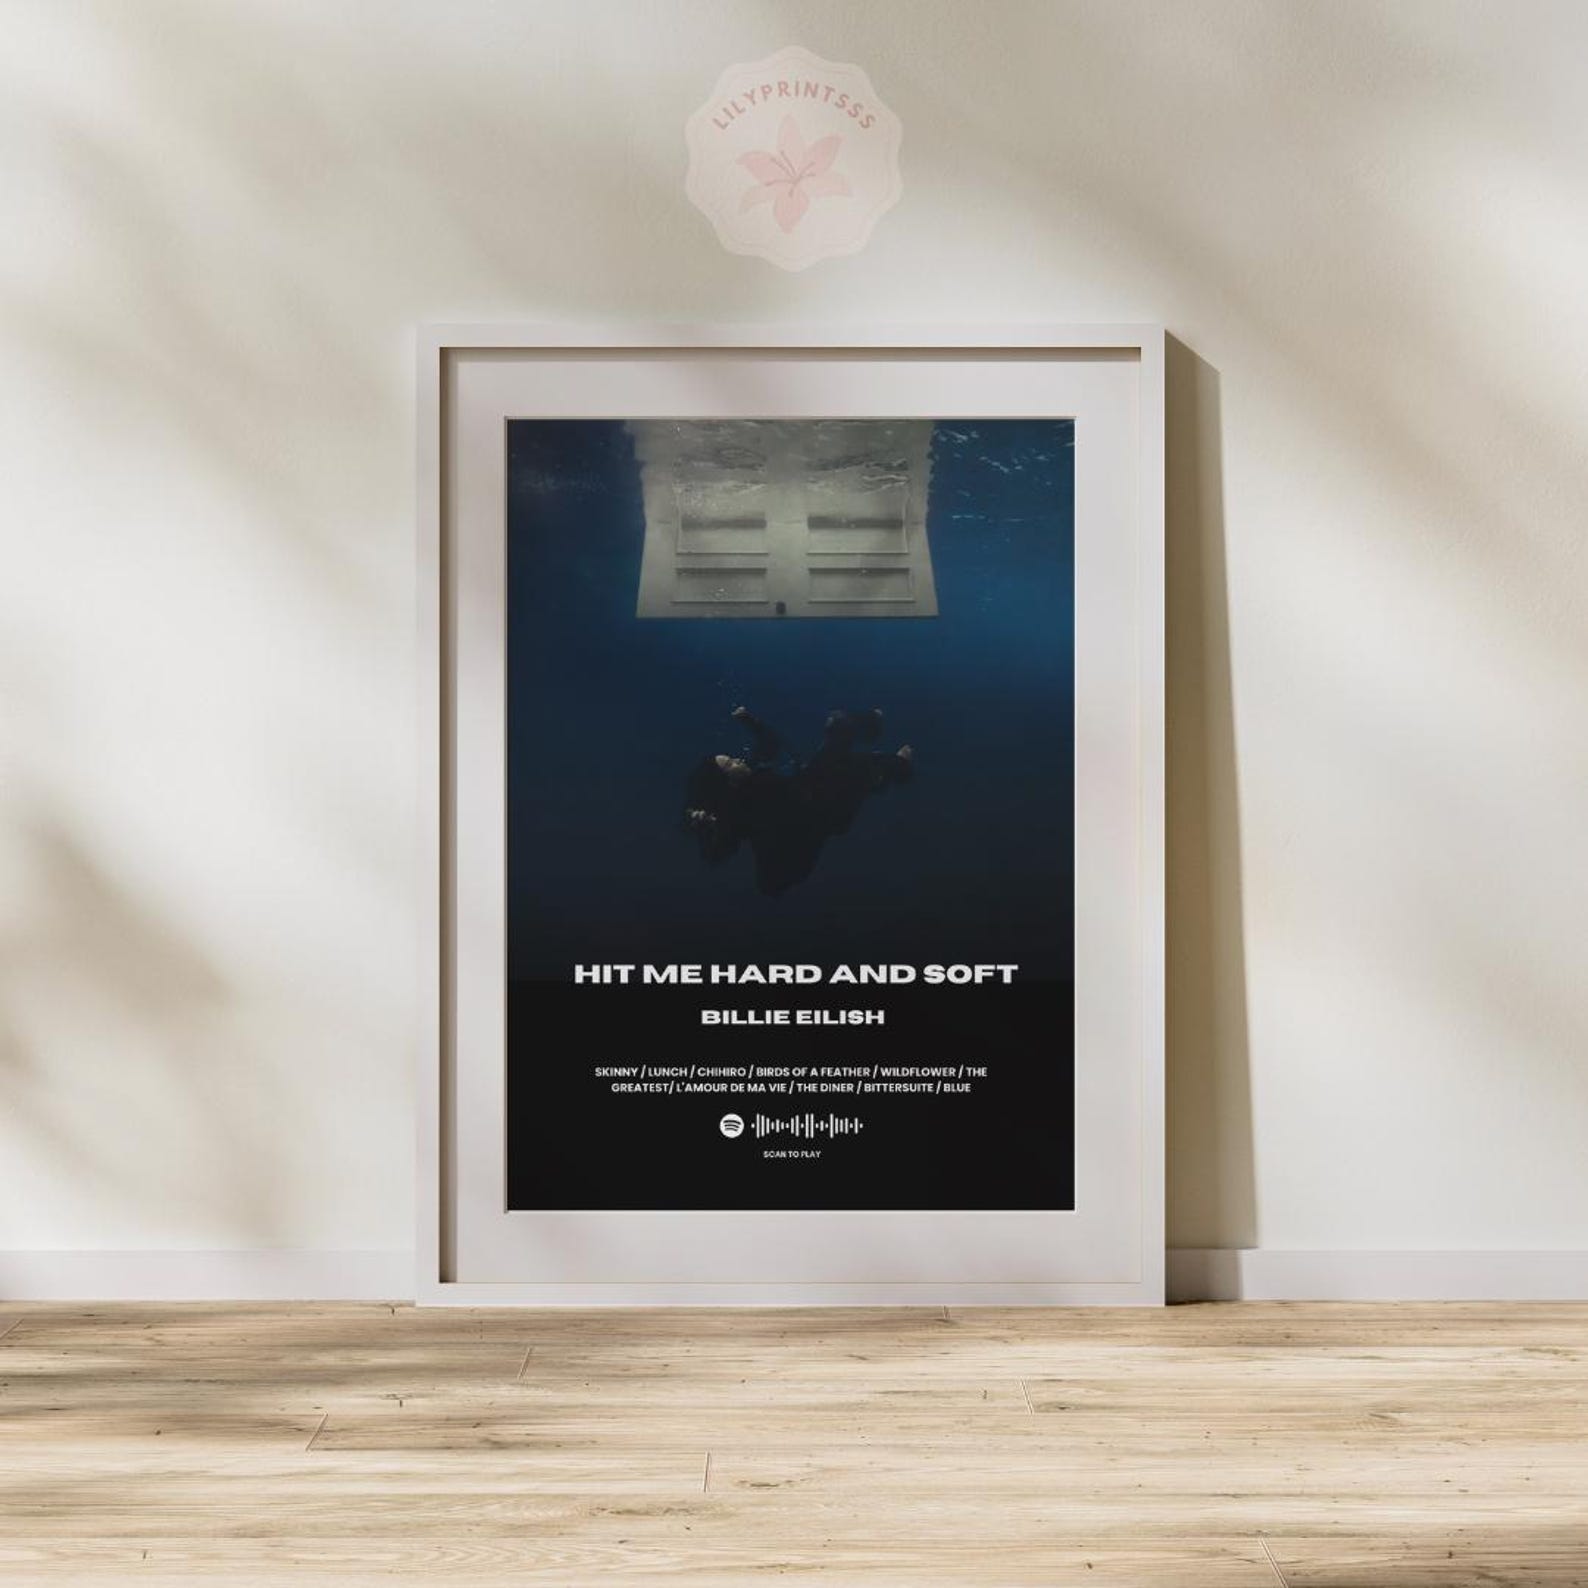 LILYPRINTSSS
HIT ME HARD AND SOFT
BILLIE EILISH
SKINNY / LUNCH / CHIHIRO / BIRDS OF A FEATHER / WILDFLOWER / THE
GREATEST/ L'AMOUR DE MA VIE / THE DINER / BITTERSUITE / BLUE
SCAN TO PLAY